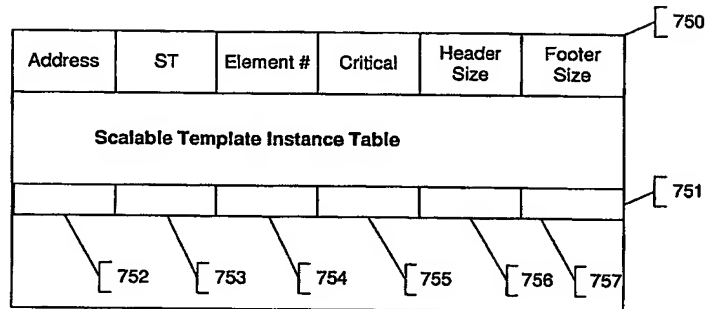 750
Address ST Element # Critical Header Size Footer Size
Scalable Template Instance Table
751
752 753 754 755 756 757